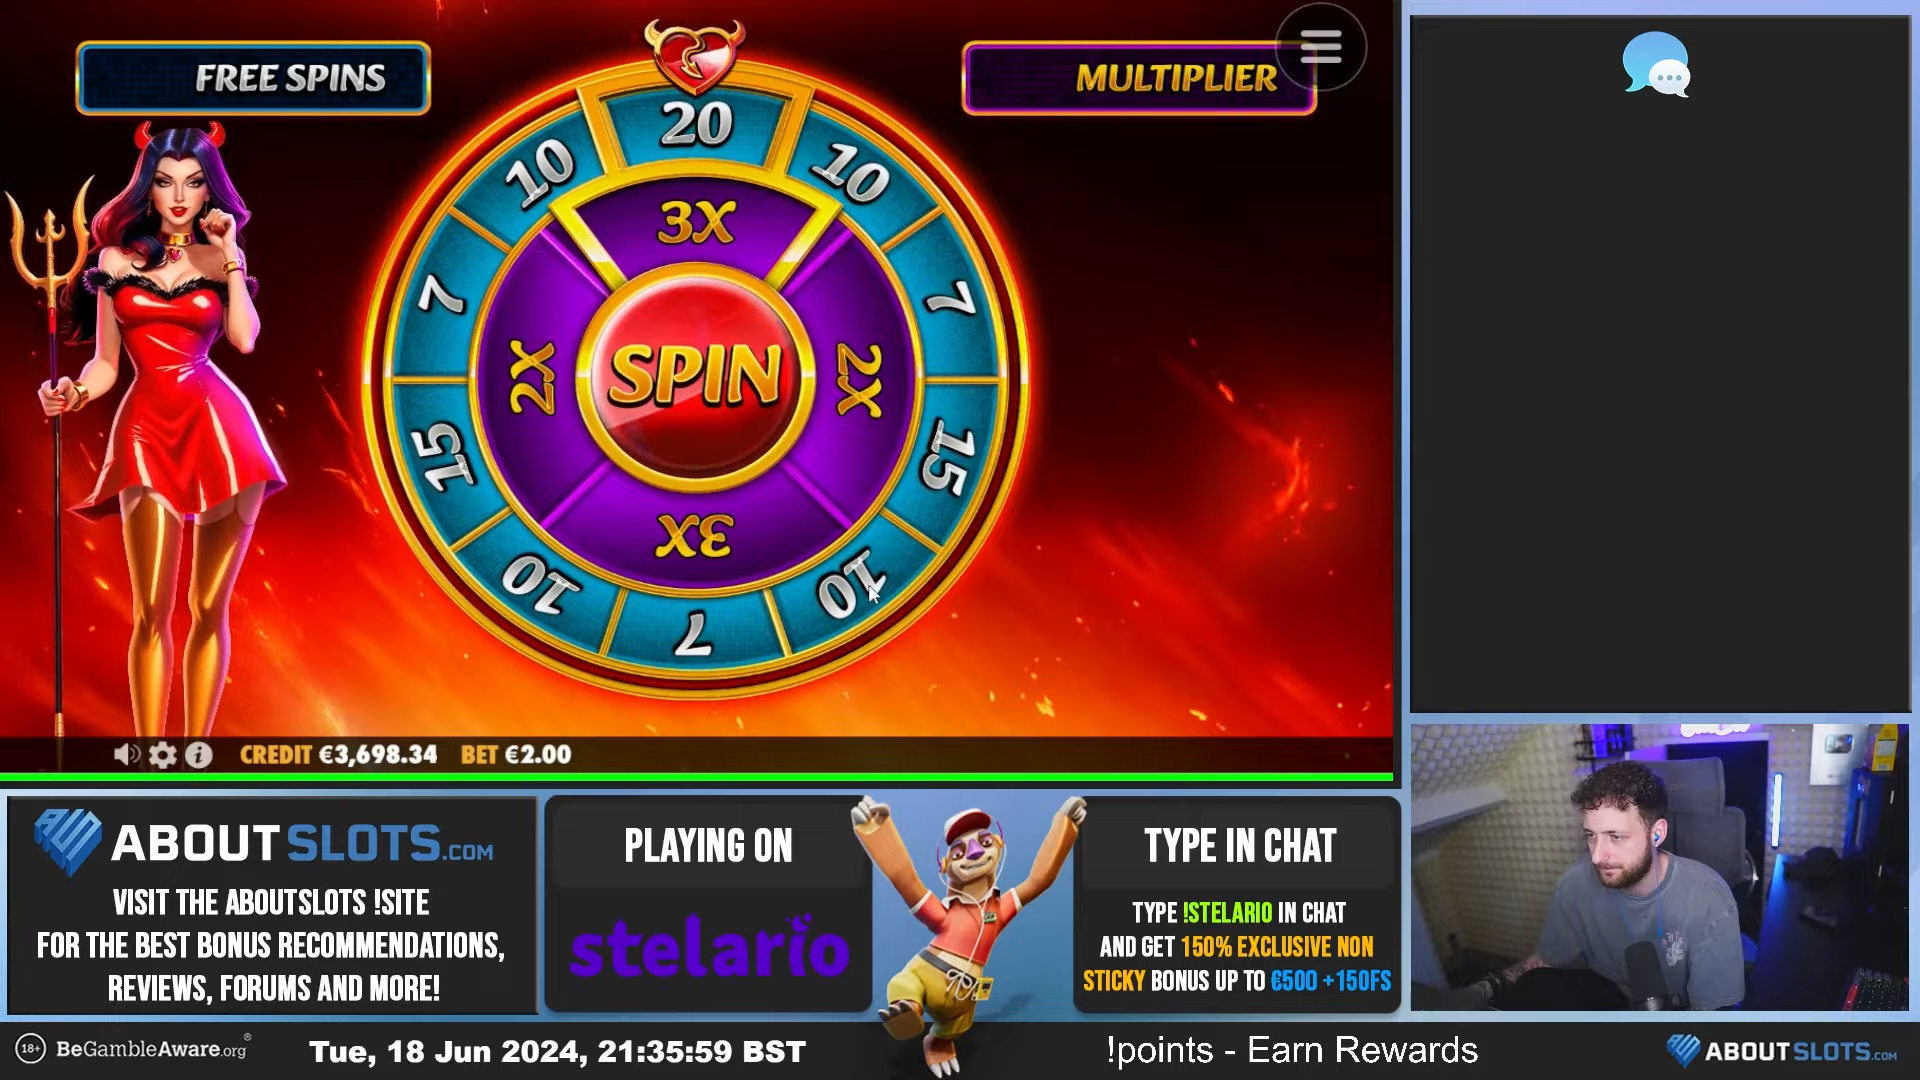 FREE SPINS
MULTIPLIER
20
10
10
3X
7
7
2X
SPIN
2X
15
15
3X
10
10
7
CREDIT €3,698.34 BET €2.00
ABOUTSLOTS.COM
VISIT THE ABOUTSLOTS !SITE
FOR THE BEST BONUS RECOMMENDATIONS,
REVIEWS, FORUMS AND MORE!
PLAYING ON
stelario
TYPE IN CHAT
TYPE !STELARIO IN CHAT
AND GET 150% EXCLUSIVE NON
STICKY BONUS UP TO €500 +150FS
18+ BeGambleAware.org®
Tue, 18 Jun 2024, 21:35:59 BST
!points - Earn Rewards
ABOUTSLOTS.COM